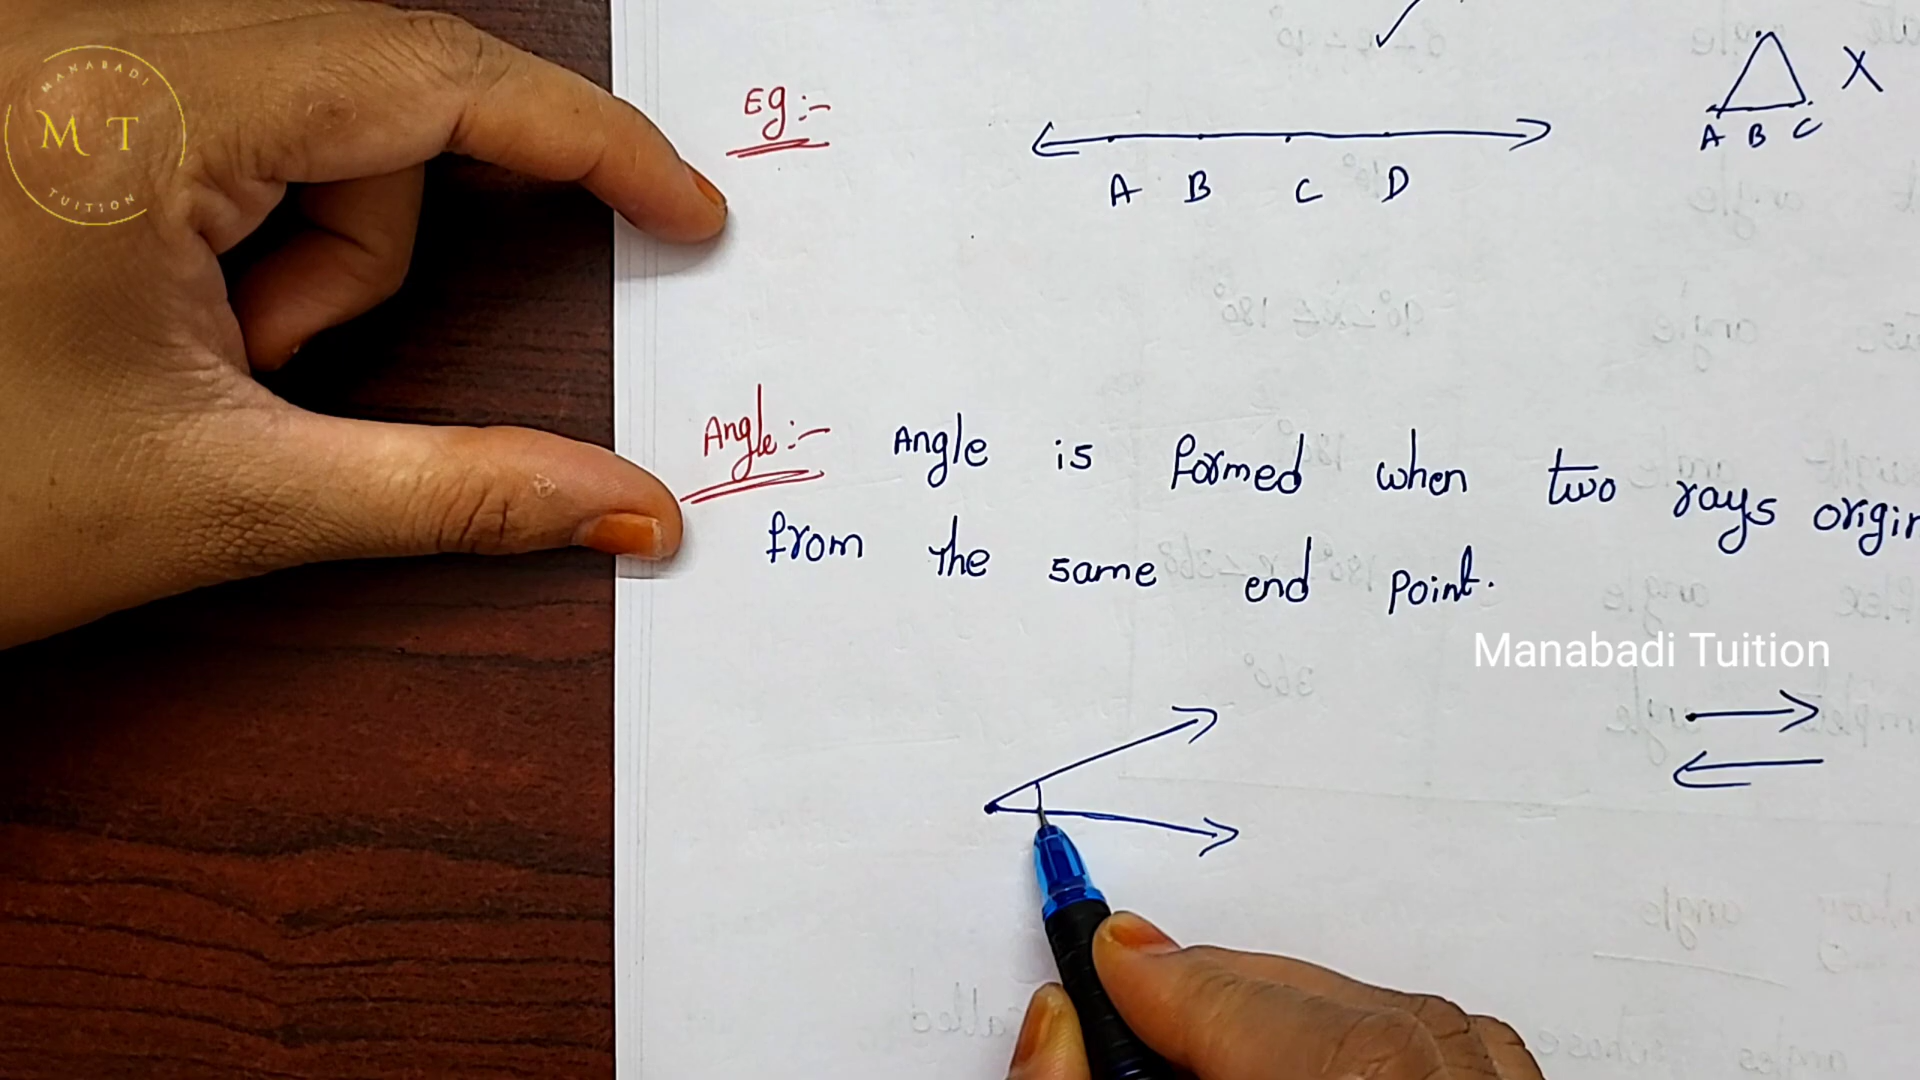 MANABADI
M T
TUITION
Eg:-
A B C D
A B C X
Angle:- Angle is formed when two rays origin
from the same end point.
Manabadi Tuition